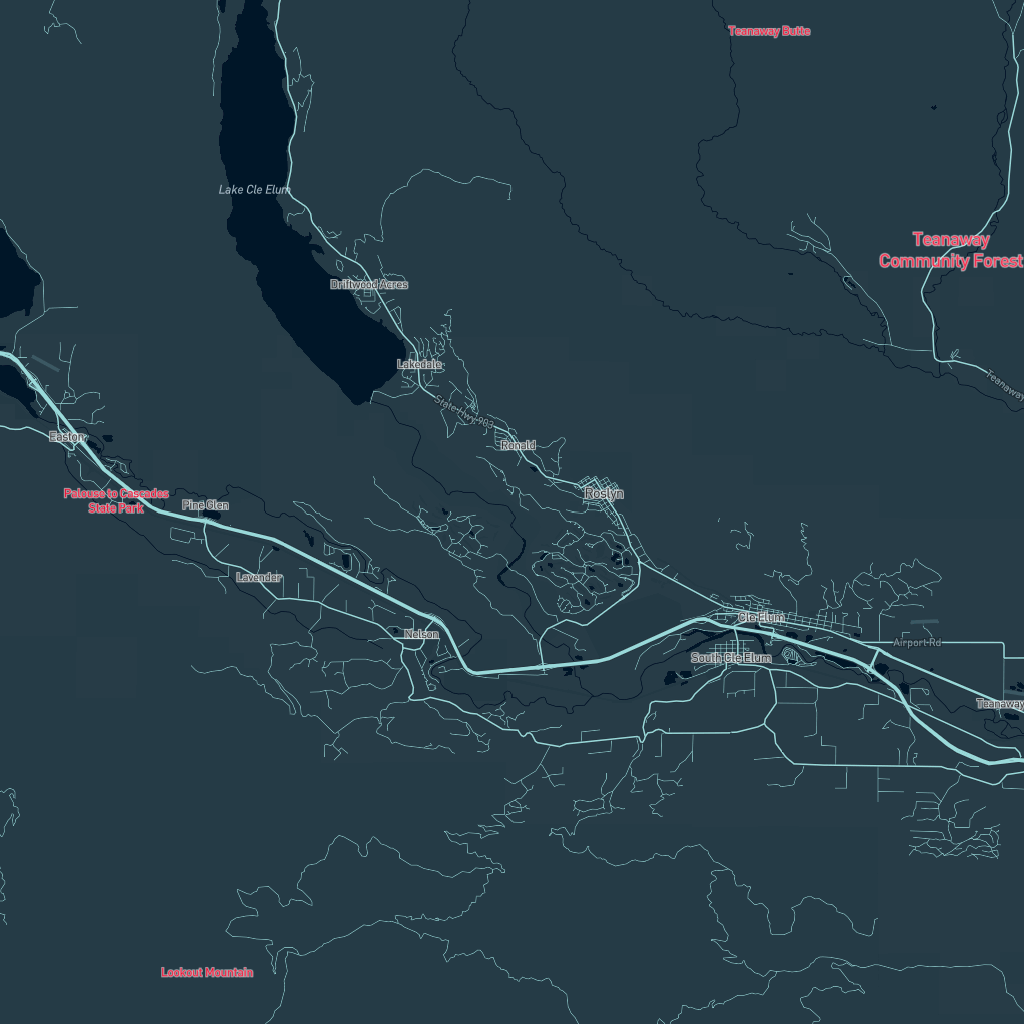 Teanaway Butte
Lake Cle Elum
Teanaway
Community Forest
Driftwood Acres
Lakedale
Teanaway
State Hwy 903
Easton
Ronald
Palouse to Cascades
State Park
Pine Glen
Roslyn
Lavender
Cle Elum
Nelson
Airport Rd
South Cle Elum
Teanaway
Lookout Mountain